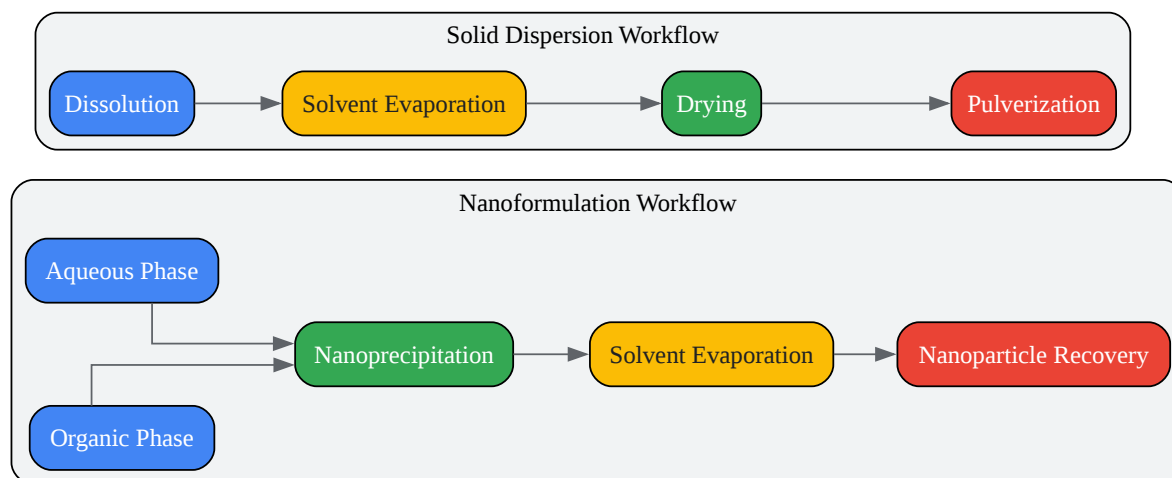 Solid Dispersion Workflow
Dissolution
Solvent Evaporation
Drying
Pulverization
Nanoformulation Workflow
Aqueous Phase
Nanoprecipitation
Solvent Evaporation
Nanoparticle Recovery
Organic Phase